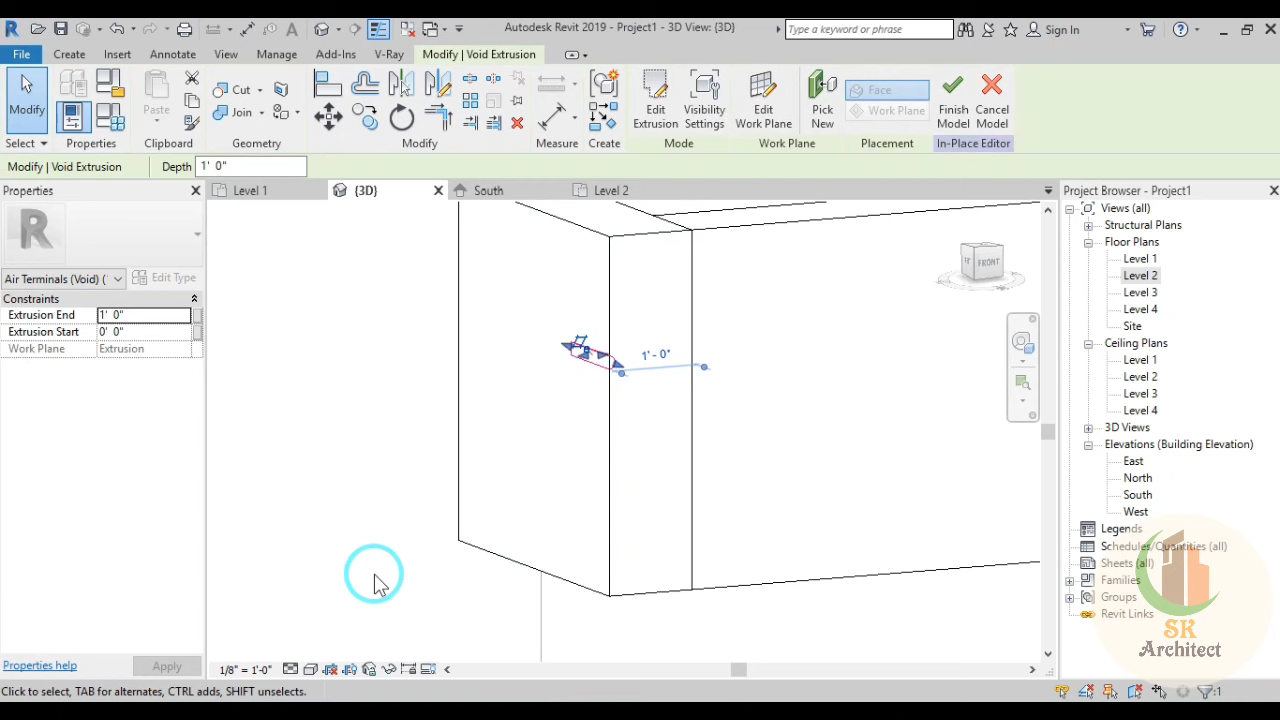 Autodesk Revit 2019 - Project1 - 3D View: {3D}
Type a keyword or phrase
Sign In
File
Create
Insert
Annotate
View
Manage
Add-Ins
V-Ray
Modify | Void Extrusion
Modify
Paste
Cut
Join
Edit Extrusion
Visibility Settings
Edit Work Plane
Pick New
Face
Work Plane
Finish Model
Cancel Model
Select
Properties
Clipboard
Geometry
Modify
Measure
Create
Mode
Work Plane
Placement
In-Place Editor
Modify | Void Extrusion
Depth 1' 0"
Properties
Level 1
{3D}
South
Level 2
Project Browser - Project1
Air Terminals (Void) (
Edit Type
Constraints
Extrusion End 1' 0"
Extrusion Start 0' 0"
Work Plane Extrusion
1' - 0"
FRONT
Views (all)
Structural Plans
Floor Plans
Level 1
Level 2
Level 3
Level 4
Site
Ceiling Plans
Level 1
Level 2
Level 3
Level 4
3D Views
Elevations (Building Elevation)
East
North
South
West
Legends
Schedules/Quantities (all)
Sheets (all)
Families
Groups
Revit Links
SK
Architect
Properties help
Apply
1/8" = 1'-0"
Click to select, TAB for alternates, CTRL adds, SHIFT unselects.
:1